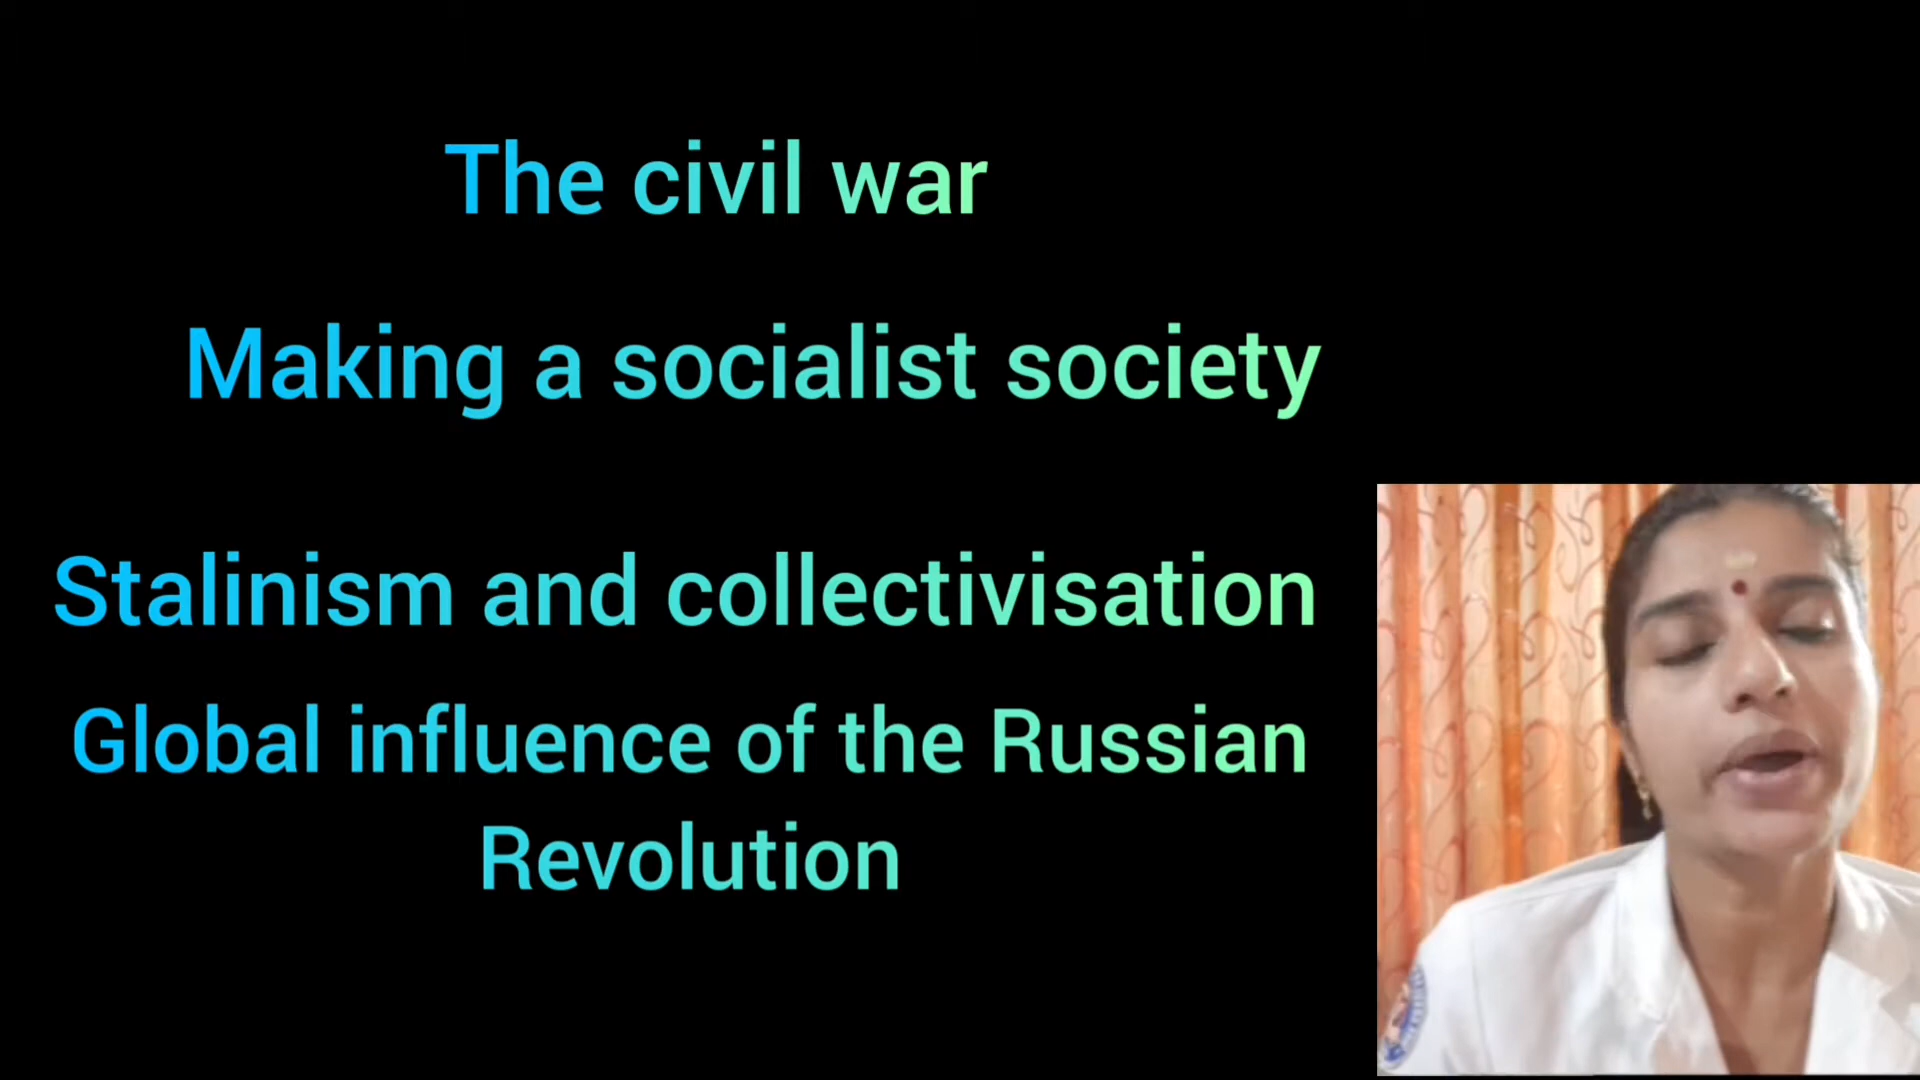 The civil war
Making a socialist society
Stalinism and collectivisation
Global influence of the Russian
Revolution